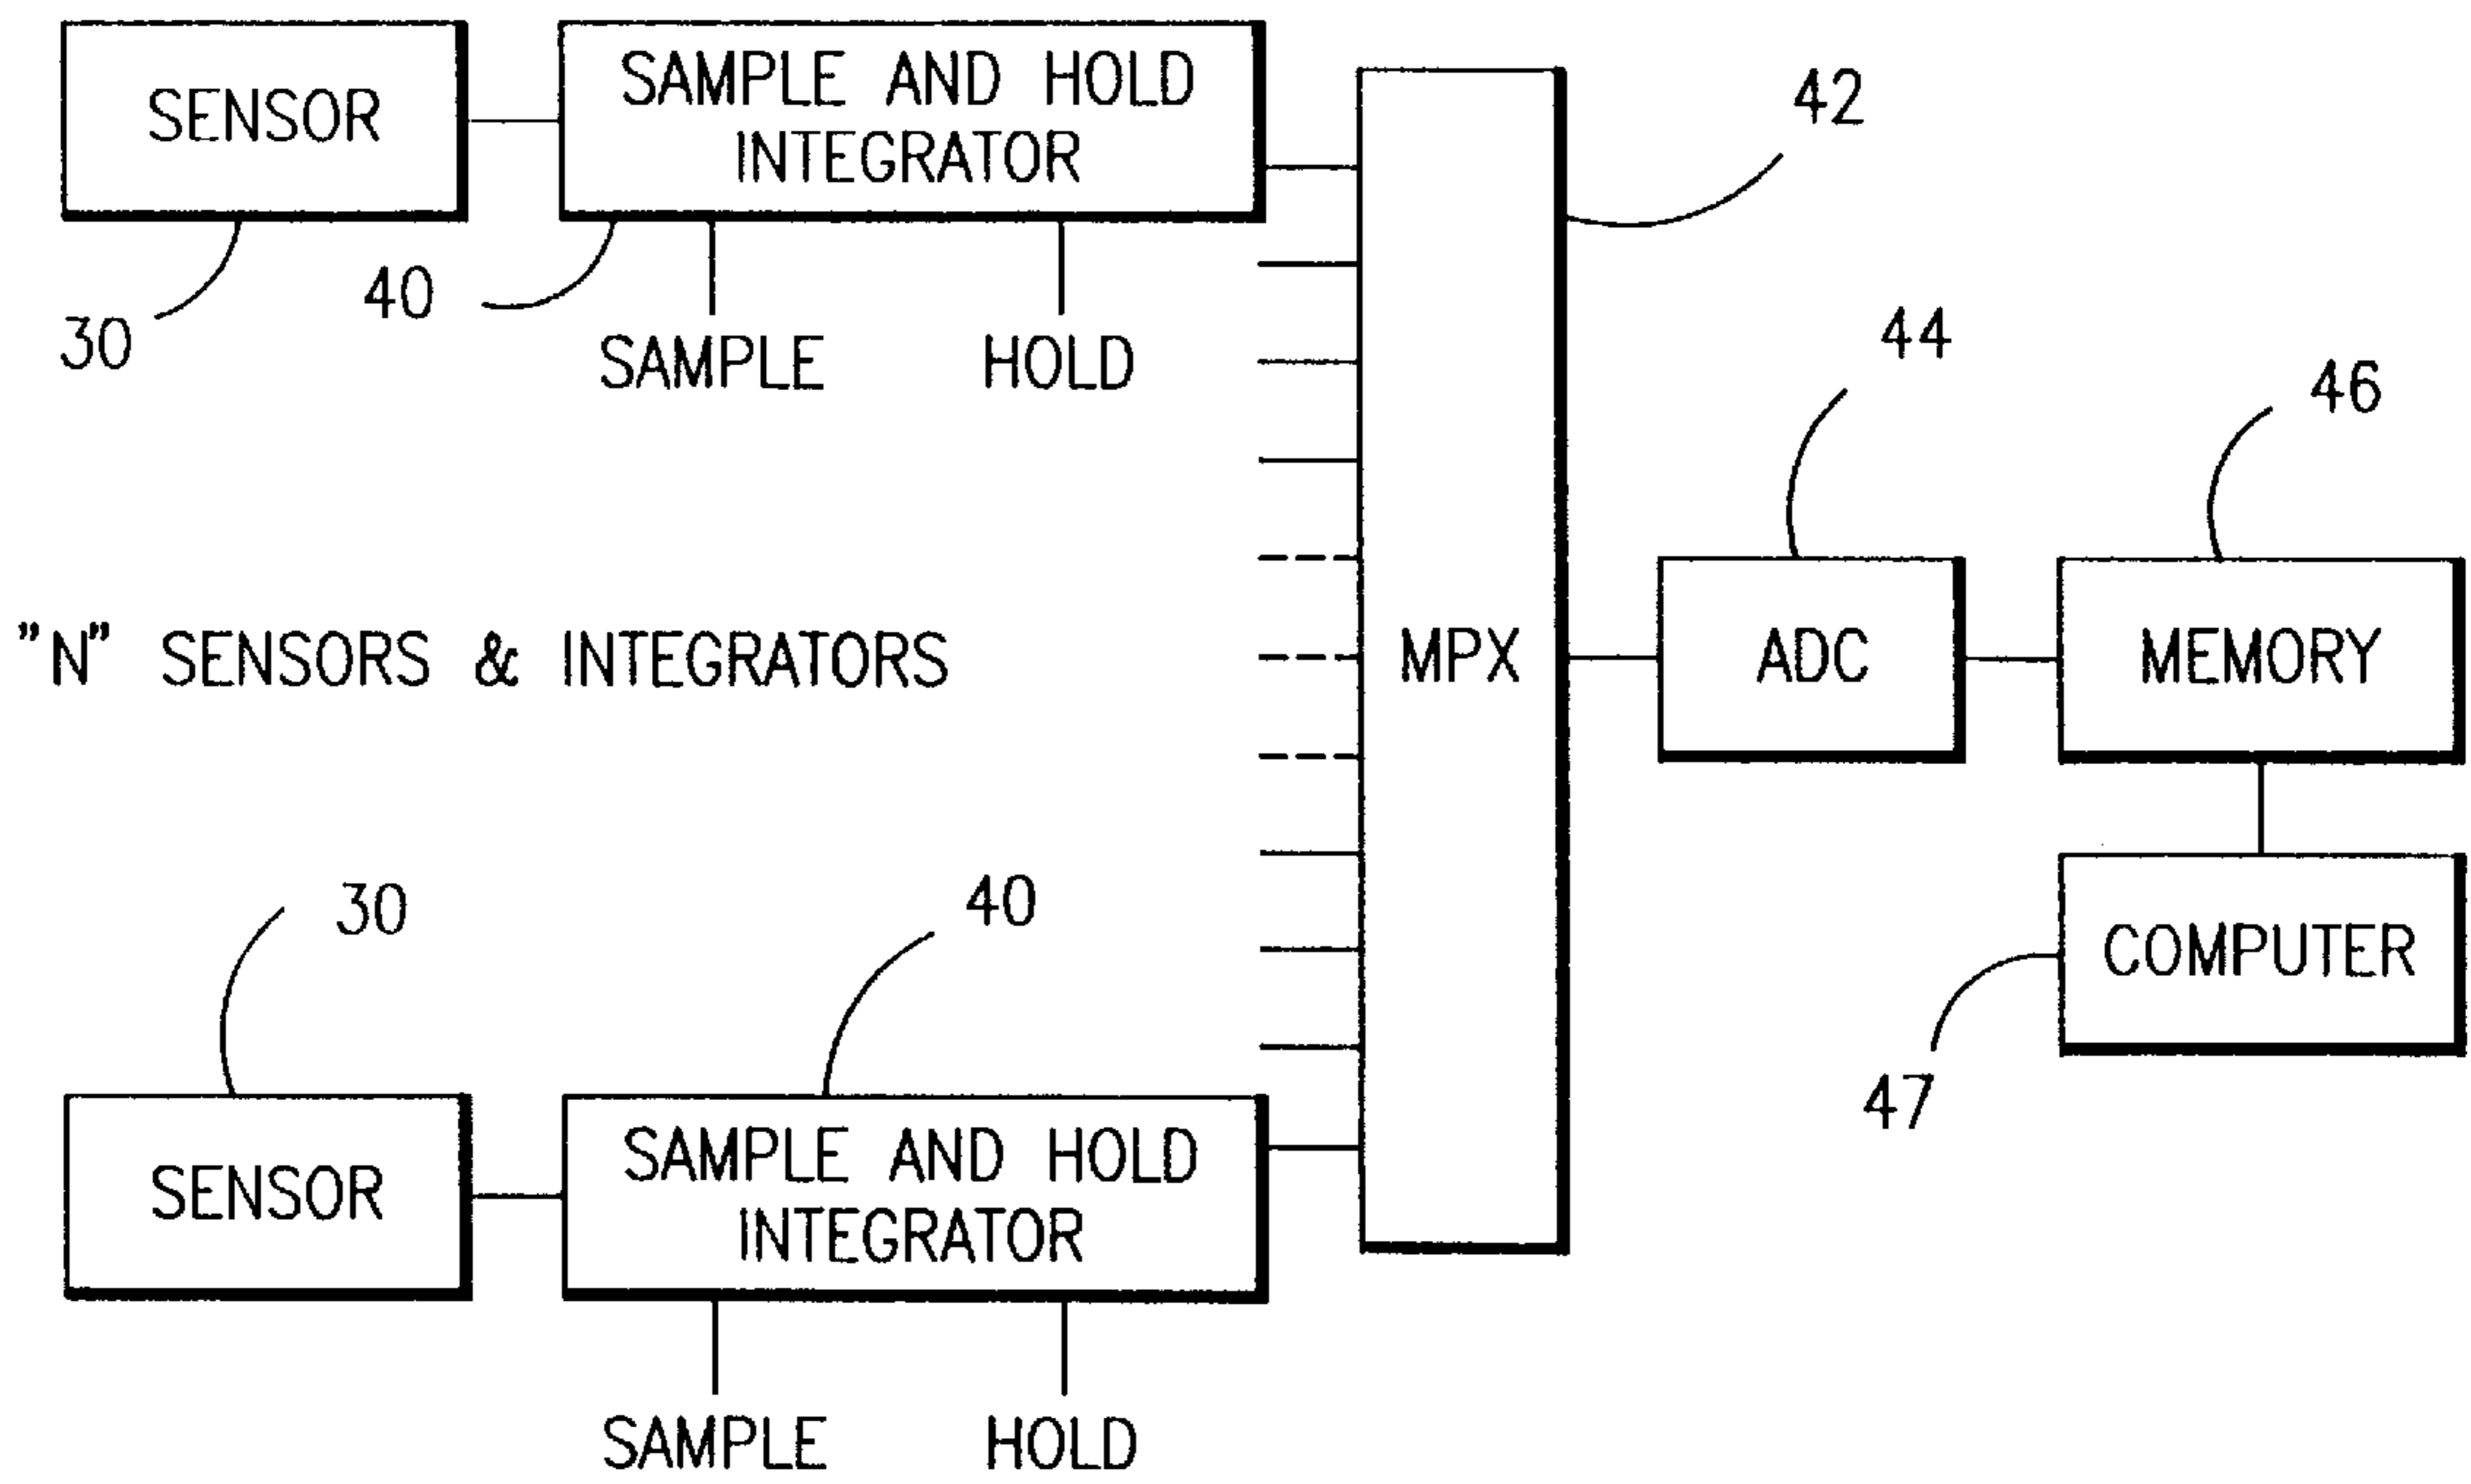 SENSOR
SAMPLE AND HOLD
INTEGRATOR
42
30
40
SAMPLE
HOLD
44
46
"N" SENSORS & INTEGRATORS
MPX
ADC
MEMORY
30
40
COMPUTER
47
SENSOR
SAMPLE AND HOLD
INTEGRATOR
SAMPLE
HOLD